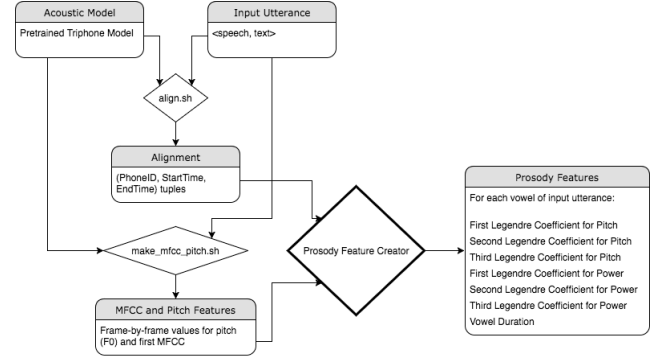 Acoustic Model
Pretrained Triphone Model
Input Utterance
<speech, text>
align.sh
Alignment
(PhoneID, StartTime,
EndTime) tuples
make_mfcc_pitch.sh
MFCC and Pitch Features
Frame-by-frame values for pitch
(F0) and first MFCC
Prosody Feature Creator
Prosody Features
For each vowel of input utterance:
First Legendre Coefficient for Pitch
Second Legendre Coefficient for Pitch
Third Legendre Coefficient for Pitch
First Legendre Coefficient for Power
Second Legendre Coefficient for Power
Third Legendre Coefficient for Power
Vowel Duration